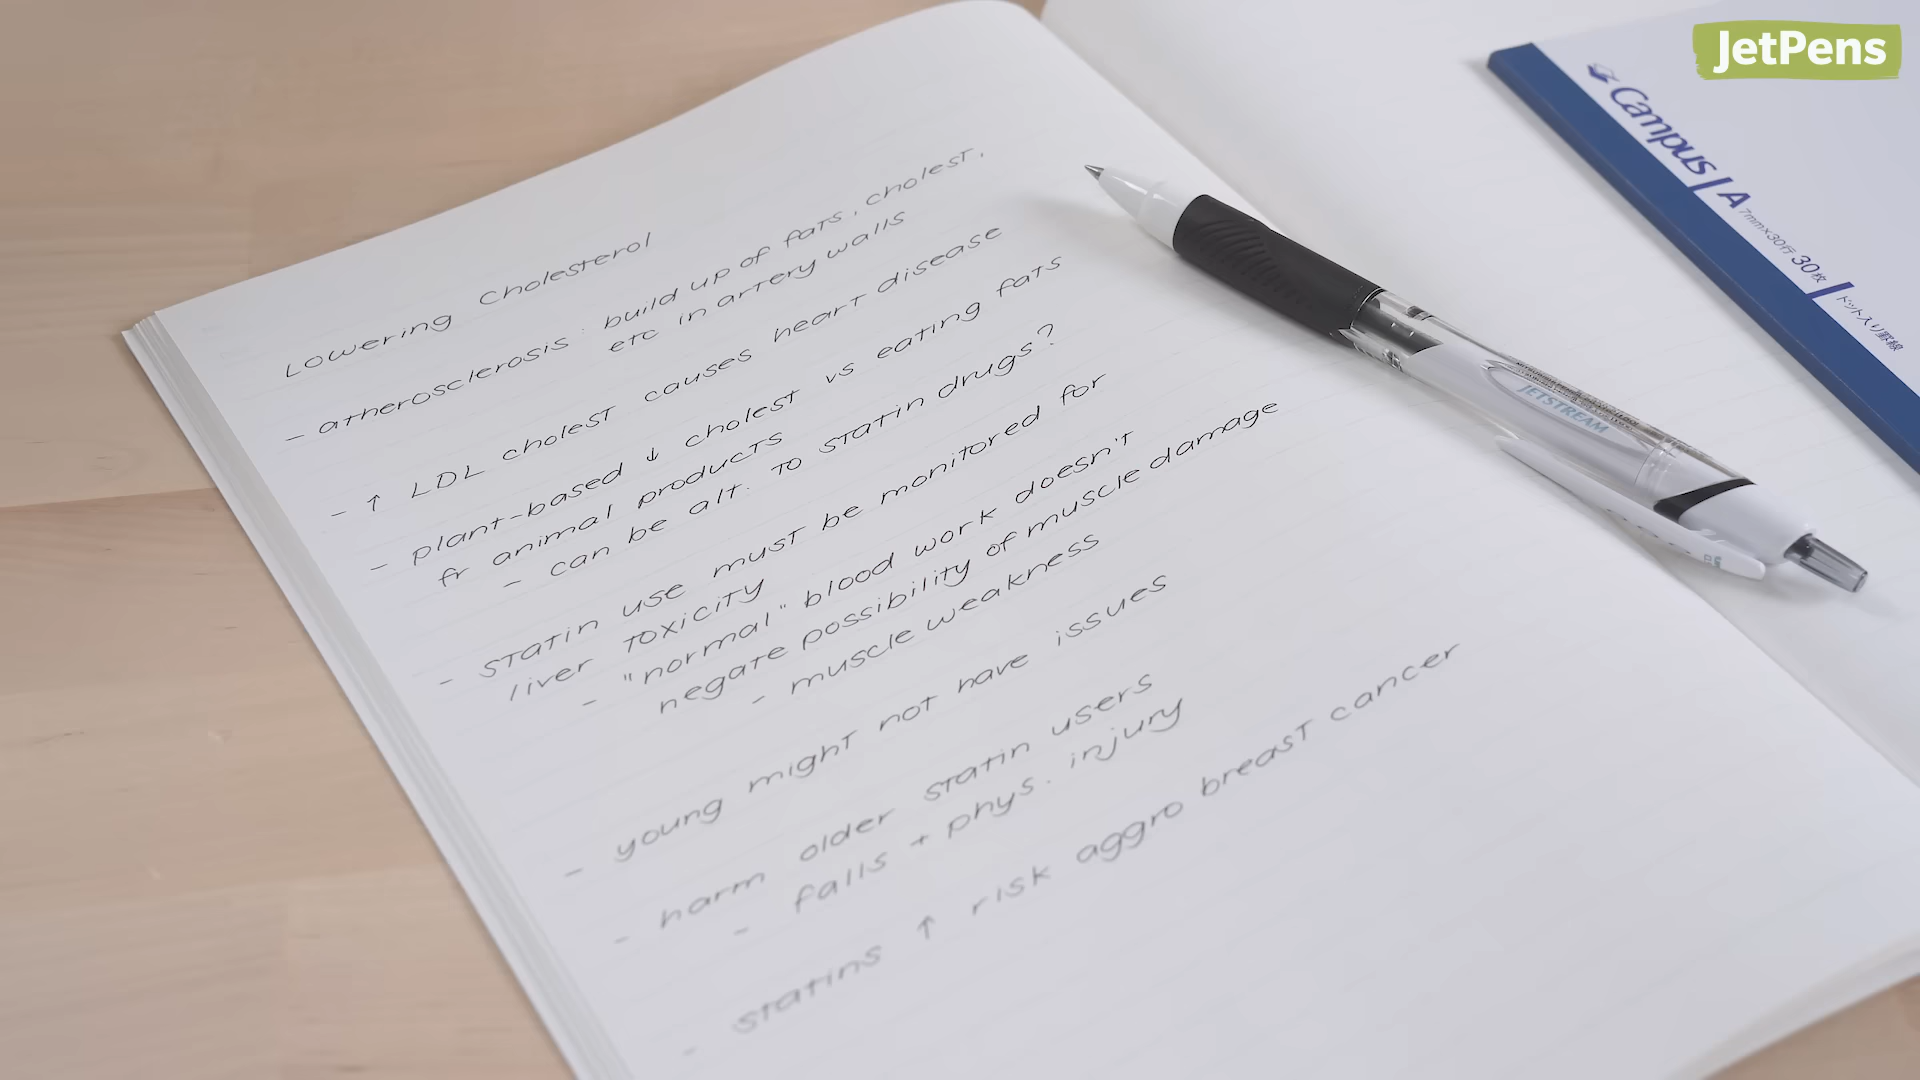 JetPens
Lowering Cholesterol
- atherosclerosis: build up of fats, cholest,
etc in artery walls
- ↑ LDL cholest causes heart disease
- plant-based ↓ cholest vs eating fats
fr animal products
- can be alt. to statin drugs?
- statin use must be monitored for
liver toxicity
- "normal" blood work doesn't
negate possibility of muscle damage
- muscle weakness
- young might not have issues
- harm older statin users
- falls + phys. injury
- statins ↑ risk aggro breast cancer
JETSTREAM
Campus A 7mm×30行 30枚 ドット入り罫線